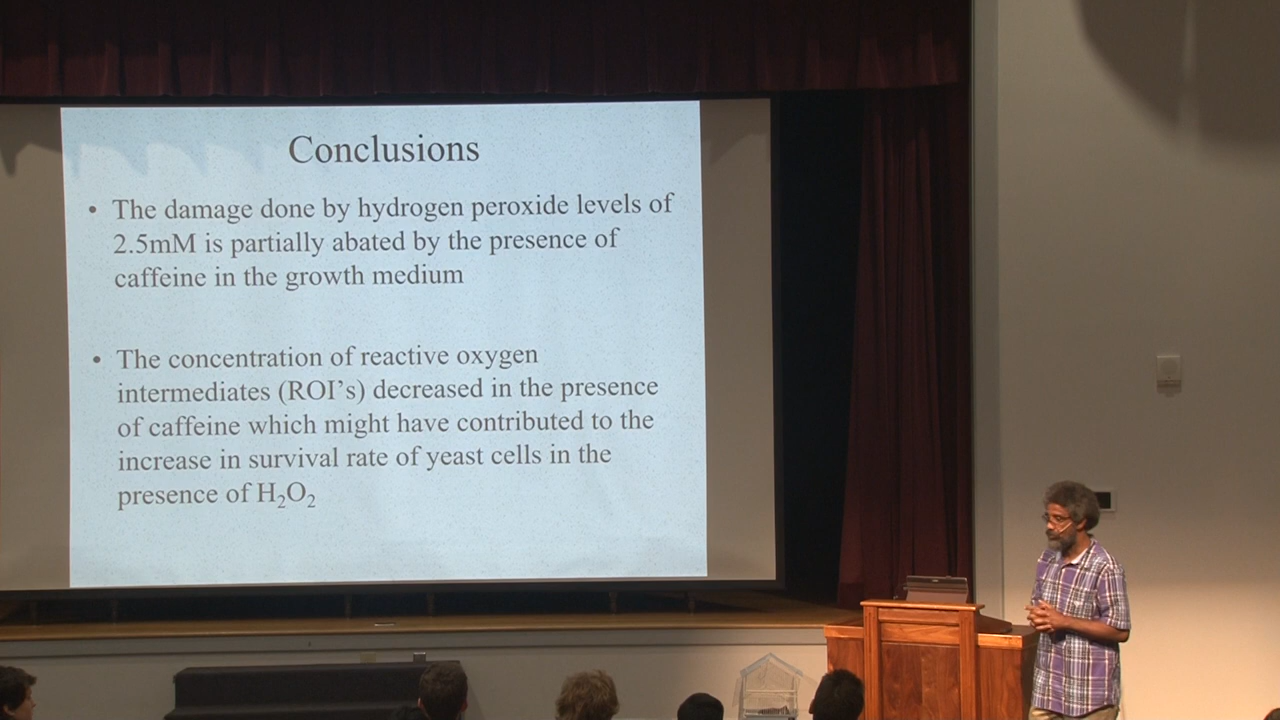 Conclusions
• The damage done by hydrogen peroxide levels of
2.5mM is partially abated by the presence of
caffeine in the growth medium
• The concentration of reactive oxygen
intermediates (ROI’s) decreased in the presence
of caffeine which might have contributed to the
increase in survival rate of yeast cells in the
presence of H₂O₂